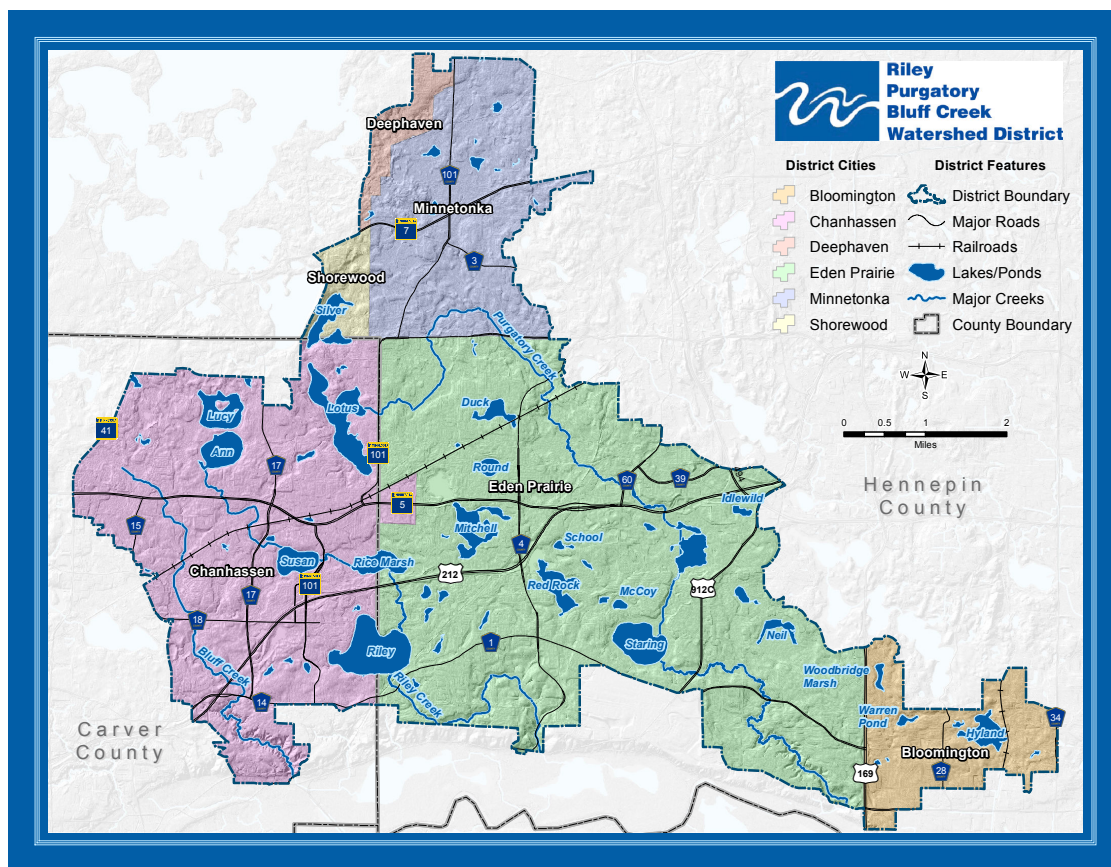 Riley
Purgatory
Bluff Creek
Watershed District
District Cities
District Features
Bloomington
District Boundary
Chanhassen
Major Roads
Deephaven
Railroads
Eden Prairie
Lakes/Ponds
Minnetonka
Major Creeks
Shorewood
County Boundary
N
W
E
S
0
0.5
1
2
Miles
Deephaven
101
Minnetonka
7
3
Shorewood
Silver
Purgatory Creek
Lucy
Lotus
Duck
41
Ann
17
101
Round
60
39
494
Eden Prairie
Hennepin
County
Idlewild
5
15
Mitchell
4
School
Susan
Rice Marsh
Chanhassen
212
101
17
Red Rock
McCoy
912C
18
1
Staring
Neil
Riley
Bluff Creek
Riley Creek
Woodbridge
Marsh
14
Warren
Pond
34
Hyland
Carver
County
Bloomington
169
28